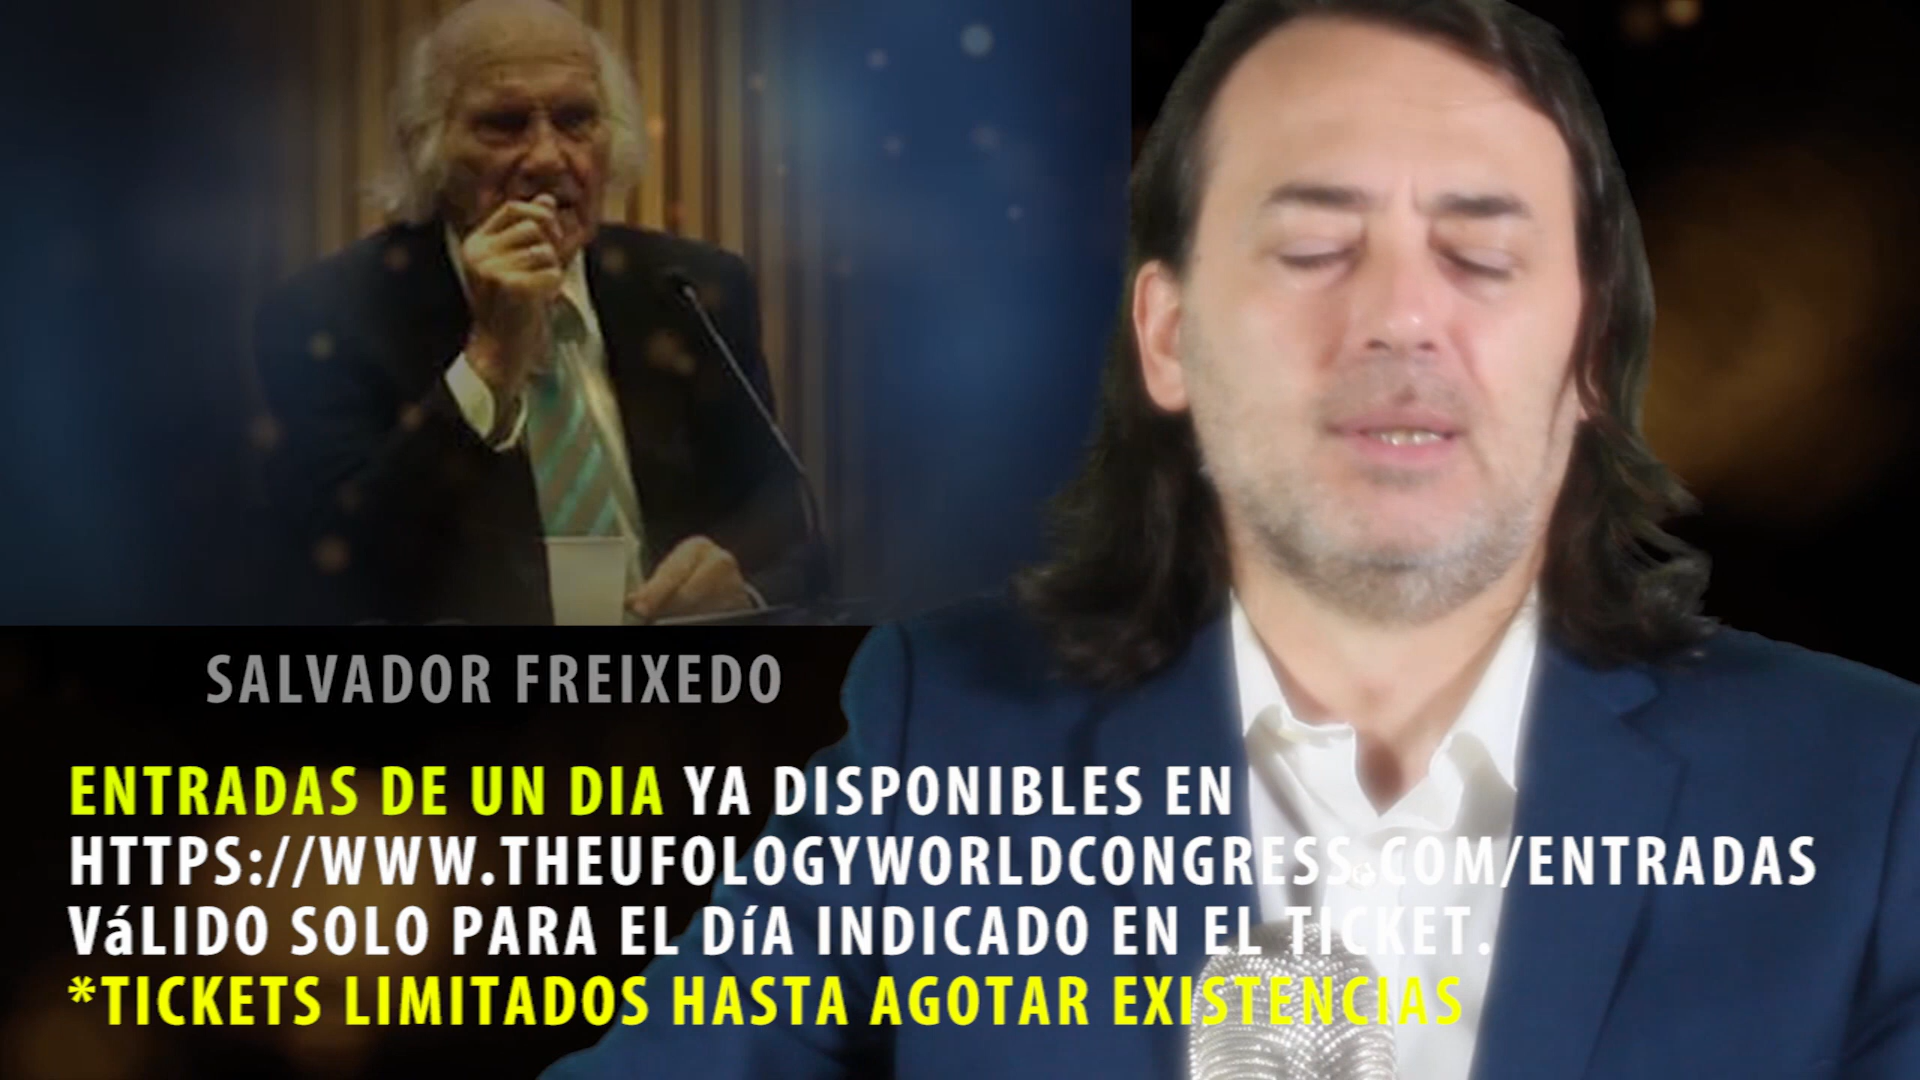 SALVADOR FREIXEDO
ENTRADAS DE UN DIA YA DISPONIBLES EN
HTTPS://WWW.THEUFOLOGYWORLDCONGRESS.COM/ENTRADAS
VáLIDO SOLO PARA EL DíA INDICADO EN EL TICKET.
*TICKETS LIMITADOS HASTA AGOTAR EXISTENCIAS